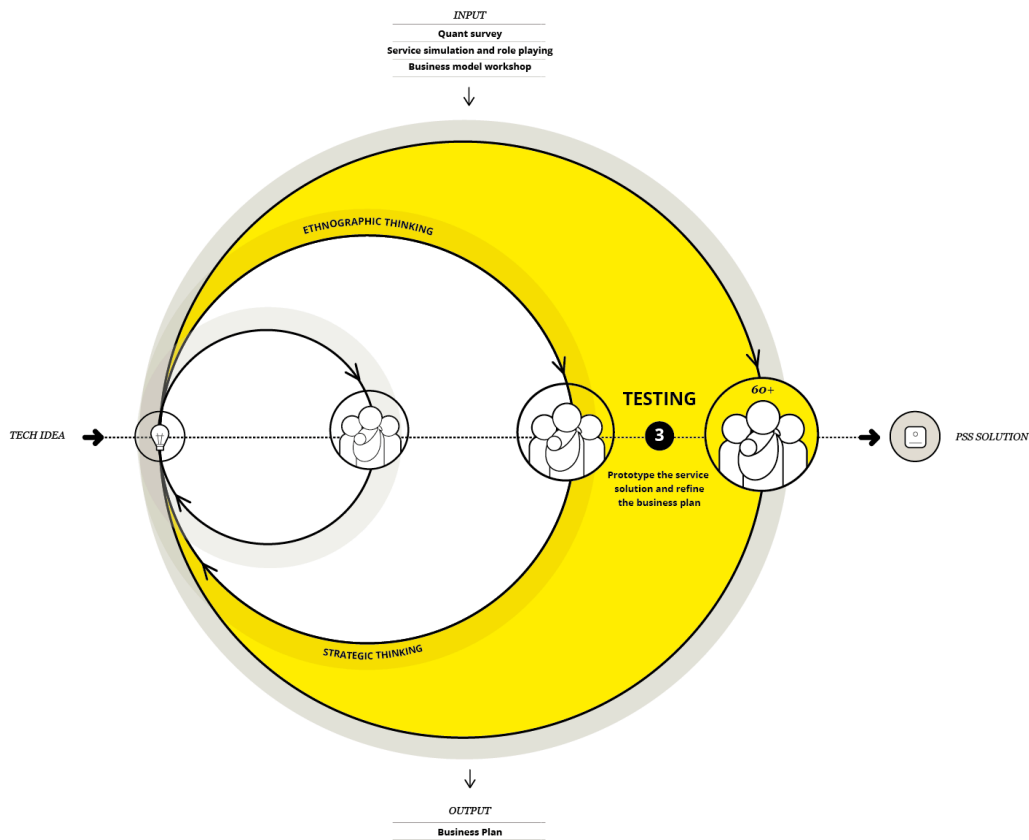 INPUT
Quant survey
Service simulation and role playing
Business model workshop
ETHNOGRAPHIC THINKING
60+
TESTING
TECH IDEA
3
PSS SOLUTION
Prototype the service
solution and refine
the business plan
STRATEGIC THINKING
OUTPUT
Business Plan